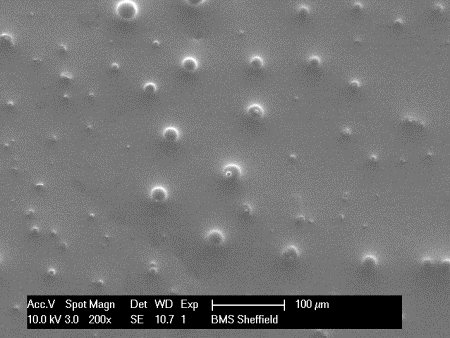 Acc.V Spot Magn Det WD Exp 100 µm
10.0 kV 3.0 200x SE 10.7 1 BMS Sheffield